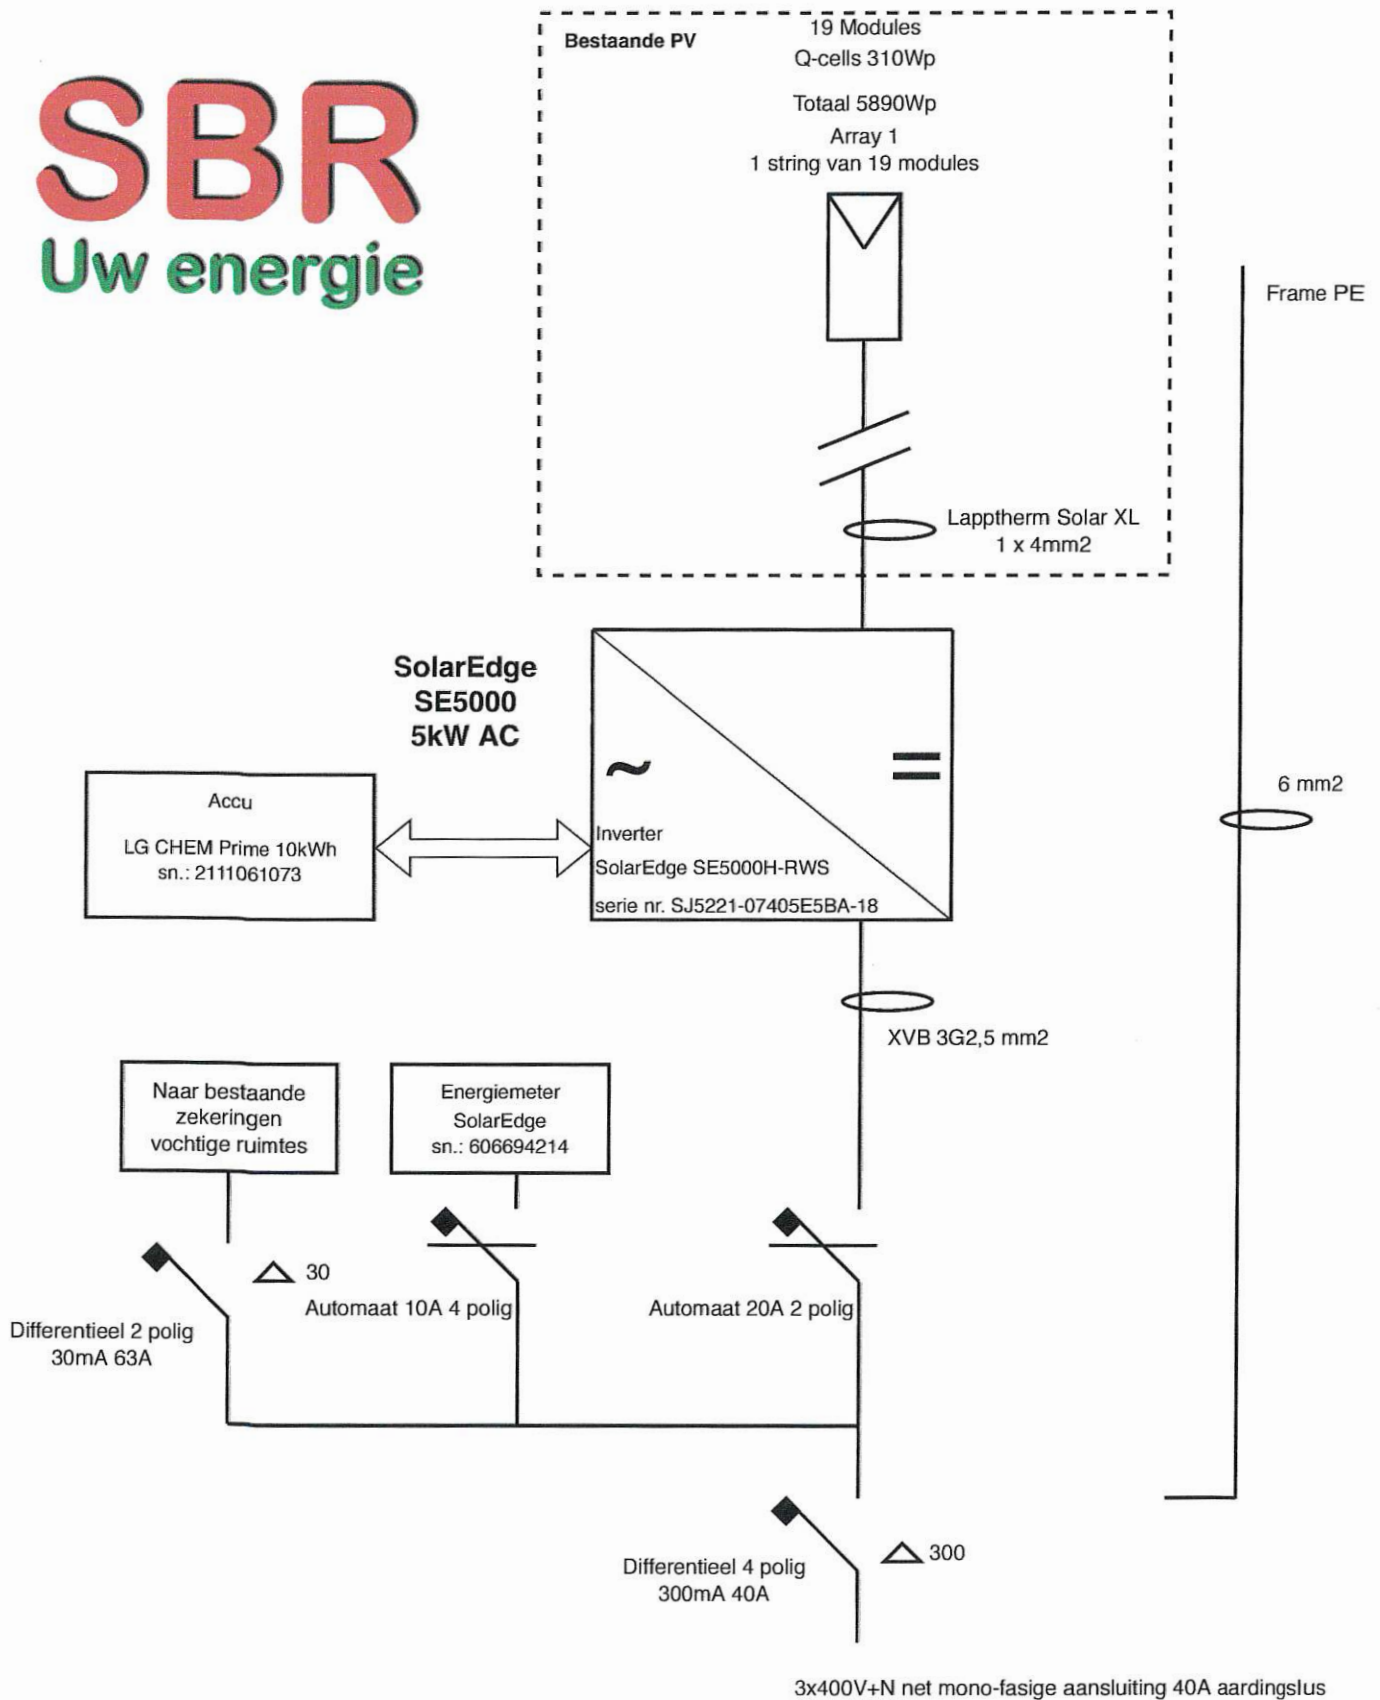 SBR
Uw energie
Bestaande PV
19 Modules
Q-cells 310Wp
Totaal 5890Wp
Array 1
1 string van 19 modules
Frame PE
Lapptherm Solar XL
1 x 4mm2
SolarEdge
SE5000
5kW AC
6 mm2
Accu
LG CHEM Prime 10kWh
sn.: 2111061073
Inverter
SolarEdge SE5000H-RWS
serie nr. SJ5221-07405E5BA-18
XVB 3G2,5 mm2
Naar bestaande
zekeringen
vochtige ruimtes
Energiemeter
SolarEdge
sn.: 606694214
30
Automaat 10A 4 polig
Automaat 20A 2 polig
Differentieel 2 polig
30mA 63A
300
Differentieel 4 polig
300mA 40A
3x400V+N net mono-fasige aansluiting 40A aardingslus